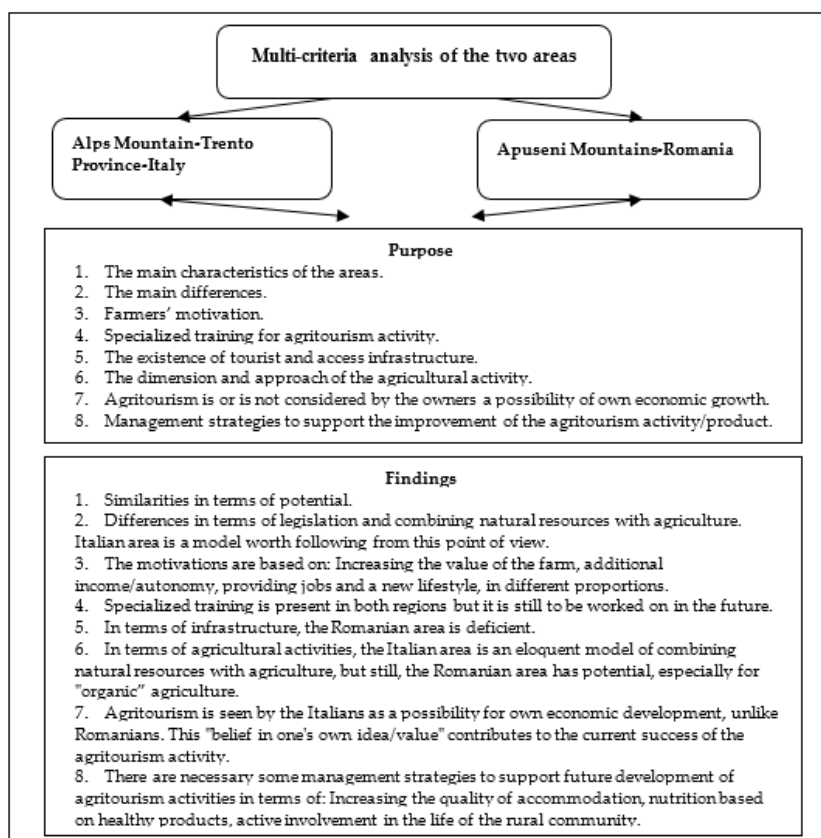 Multi-criteria analysis of the two areas
Alps Mountain-Trento
Province-Italy
Apuseni Mountains-Romania
Purpose
1. The main characteristics of the areas.
2. The main differences.
3. Farmers' motivation.
4. Specialized training for agritourism activity.
5. The existence of tourist and access infrastructure.
6. The dimension and approach of the agricultural activity.
7. Agritourism is or is not considered by the owners a possibility of own economic growth.
8. Management strategies to support the improvement of the agritourism activity/product.
Findings
1. Similarities in terms of potential.
2. Differences in terms of legislation and combining natural resources with agriculture.
Italian area is a model worth following from this point of view.
3. The motivations are based on: Increasing the value of the farm, additional
income/autonomy, providing jobs and a new lifestyle, in different proportions.
4. Specialized training is present in both regions but it is still to be worked on in the future.
5. In terms of infrastructure, the Romanian area is deficient.
6. In terms of agricultural activities, the Italian area is an eloquent model of combining
natural resources with agriculture, but still, the Romanian area has potential, especially for
"organic" agriculture.
7. Agritourism is seen by the Italians as a possibility for own economic development, unlike
Romanians. This "belief in one's own idea/value" contributes to the current success of the
agritourism activity.
8. There are necessary some management strategies to support future development of
agritourism activities in terms of: Increasing the quality of accommodation, nutrition based
on healthy products, active involvement in the life of the rural community.